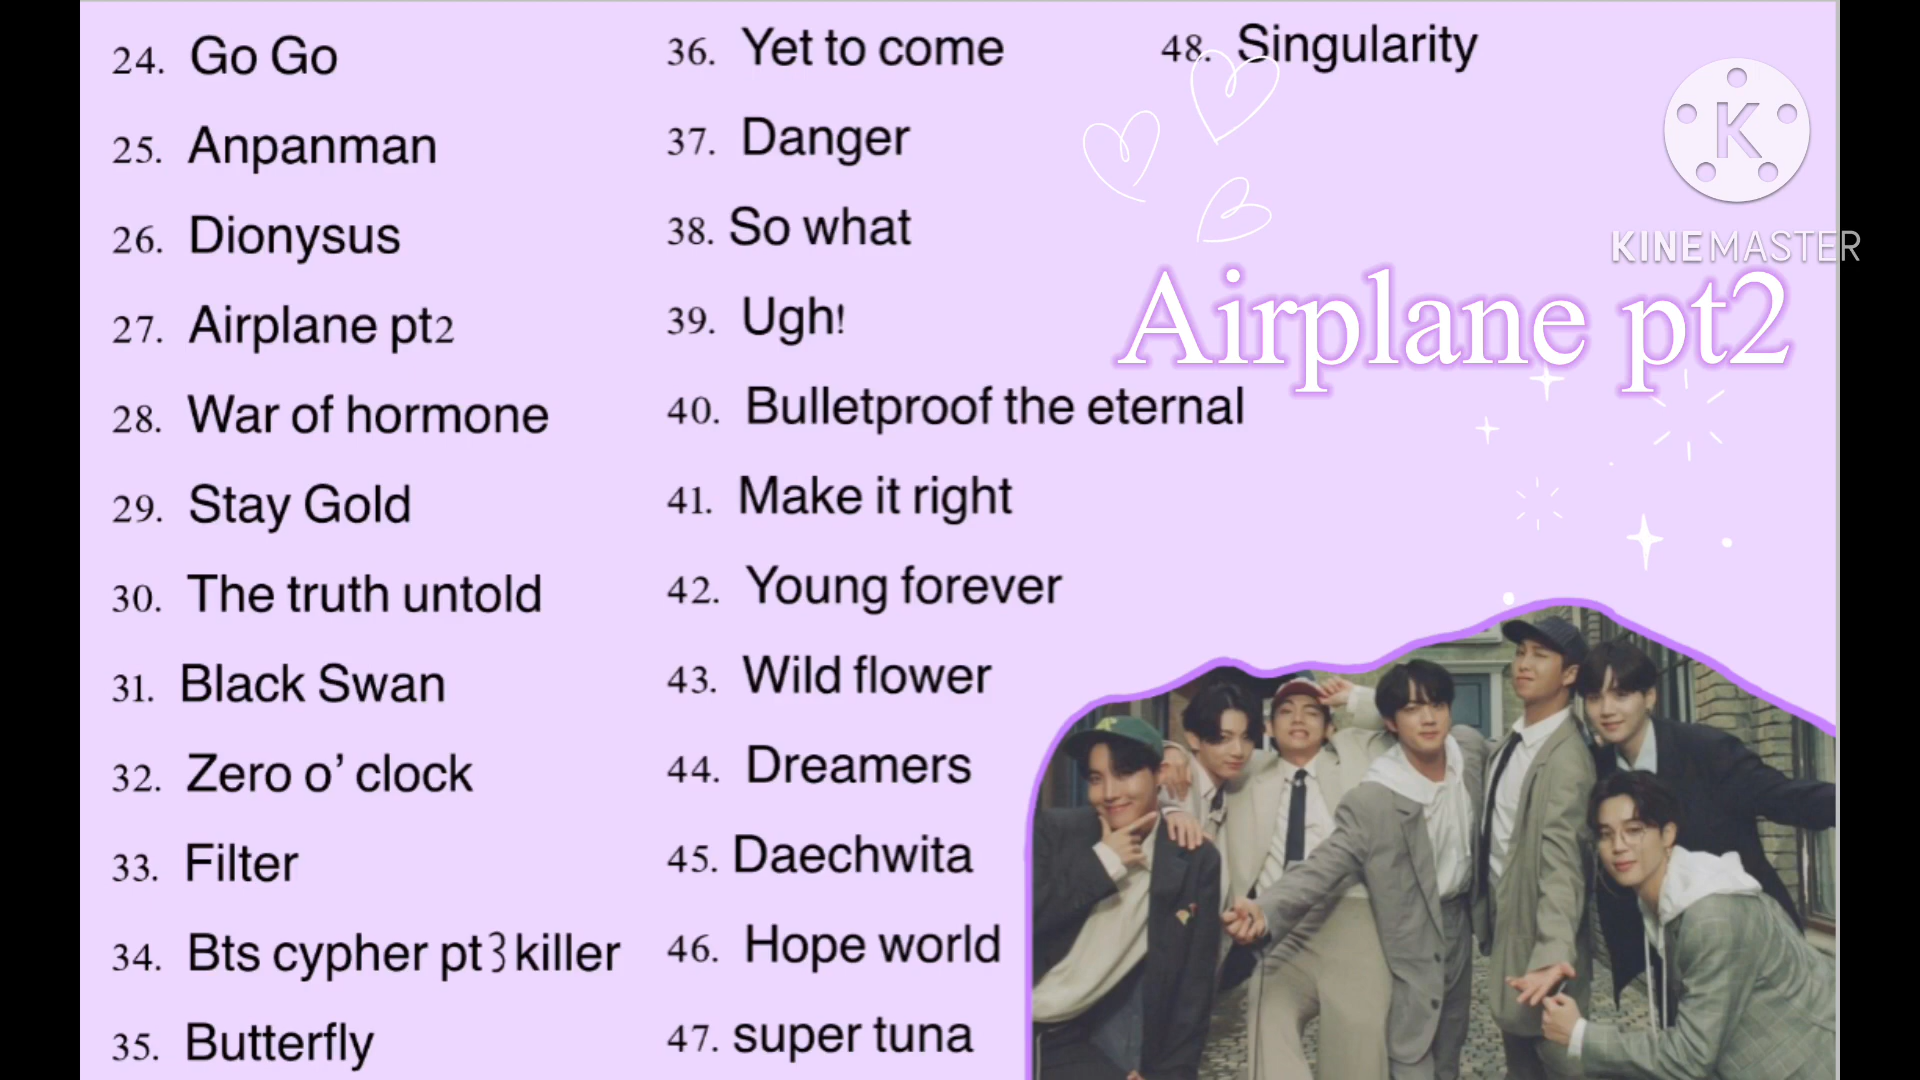 24. Go Go
25. Anpanman
26. Dionysus
27. Airplane pt2
28. War of hormone
29. Stay Gold
30. The truth untold
31. Black Swan
32. Zero o’ clock
33. Filter
34. Bts cypher pt 3 killer
35. Butterfly
36. Yet to come
37. Danger
38. So what
39. Ugh!
40. Bulletproof the eternal
41. Make it right
42. Young forever
43. Wild flower
44. Dreamers
45. Daechwita
46. Hope world
47. super tuna
48. Singularity
K
KINEMASTER
Airplane pt2